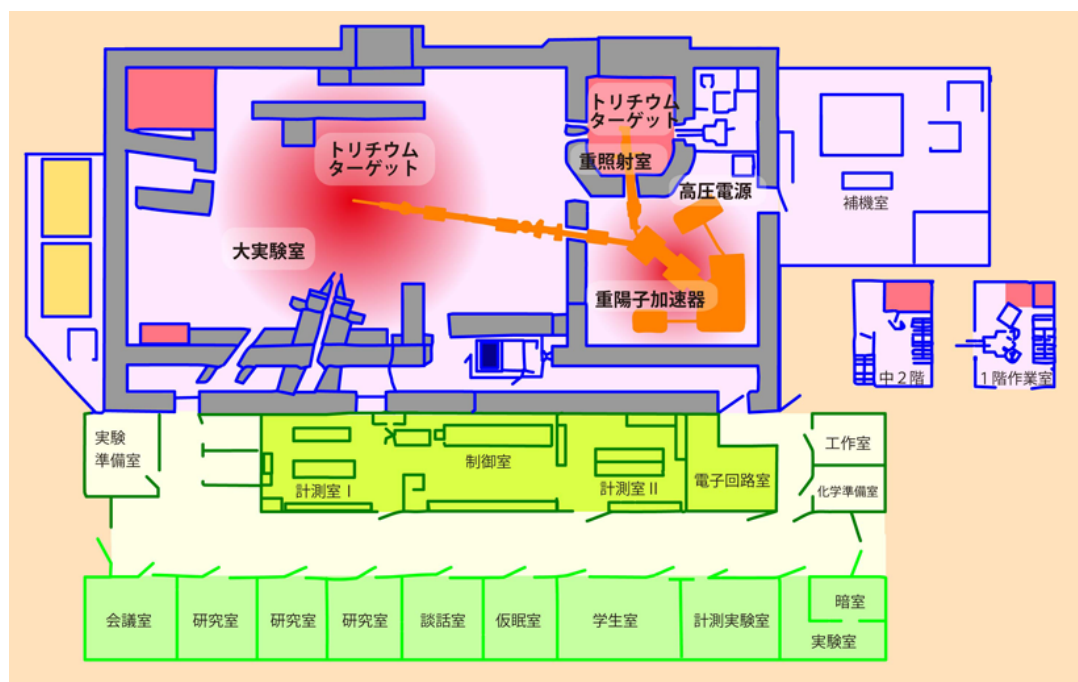 トリチウム
ターゲット
トリチウム
ターゲット
重照射室
高圧電源
補機室
大実験室
重陽子加速器
中２階
１階作業室
実験
準備室
計測室Ⅰ
制御室
計測室Ⅱ
電子回路室
工作室
化学準備室
会議室
研究室
研究室
研究室
談話室
仮眠室
学生室
計測実験室
暗室
実験室